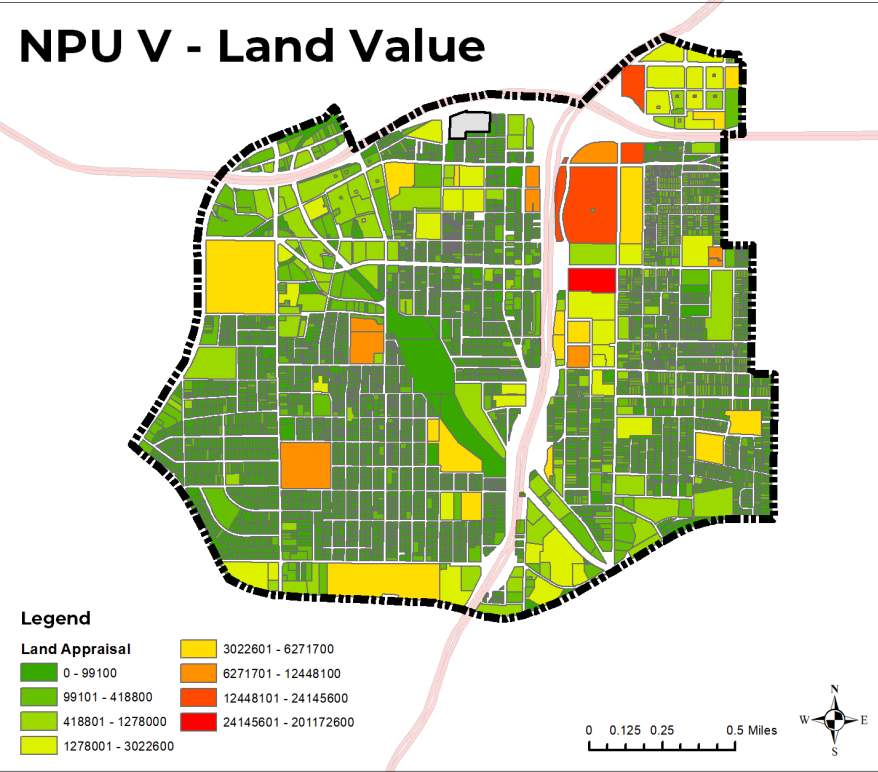 NPU V - Land Value
Legend
Land Appraisal
0 - 99100
99101 - 418800
418801 - 1278000
1278001 - 3022600
3022601 - 6271700
6271701 - 12448100
12448101 - 24145600
24145601 - 201172600
0 0.125 0.25 0.5 Miles
N
W E
S